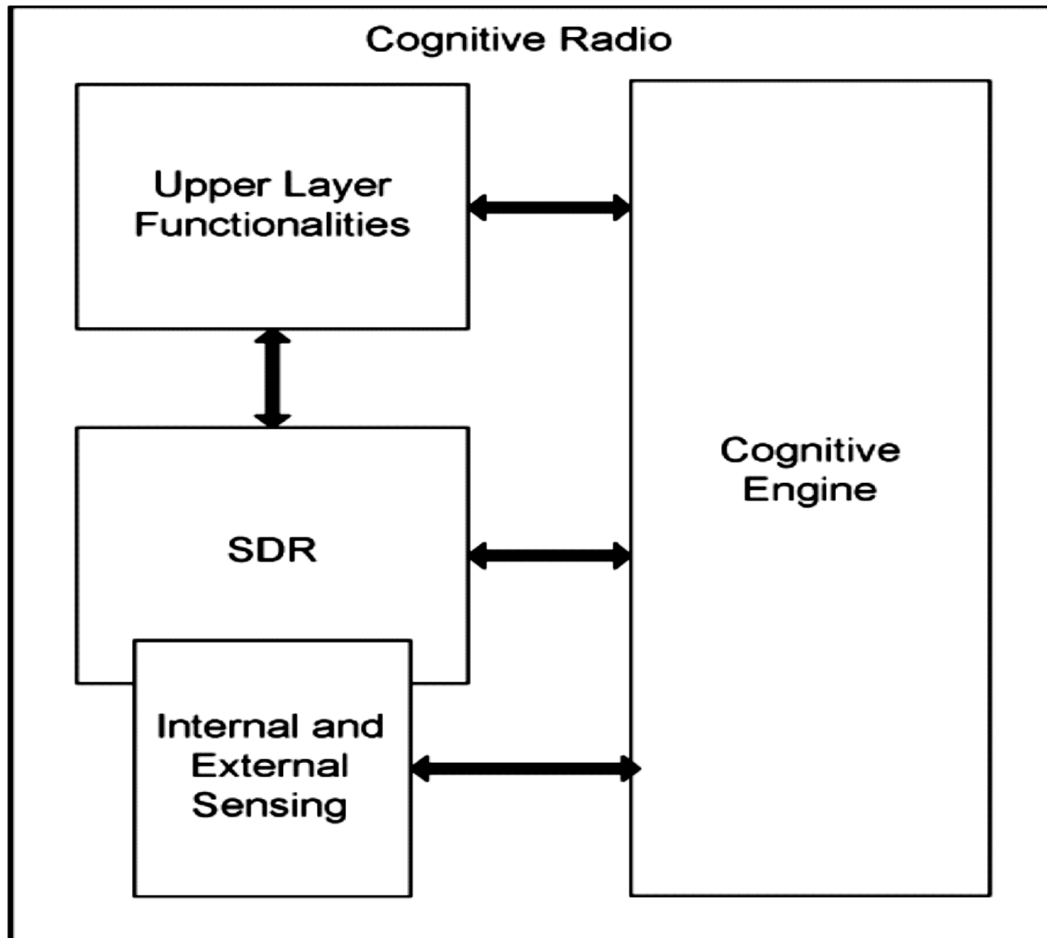 Cognitive Radio
Upper Layer
Functionalities
SDR
Internal and
External
Sensing
Cognitive
Engine